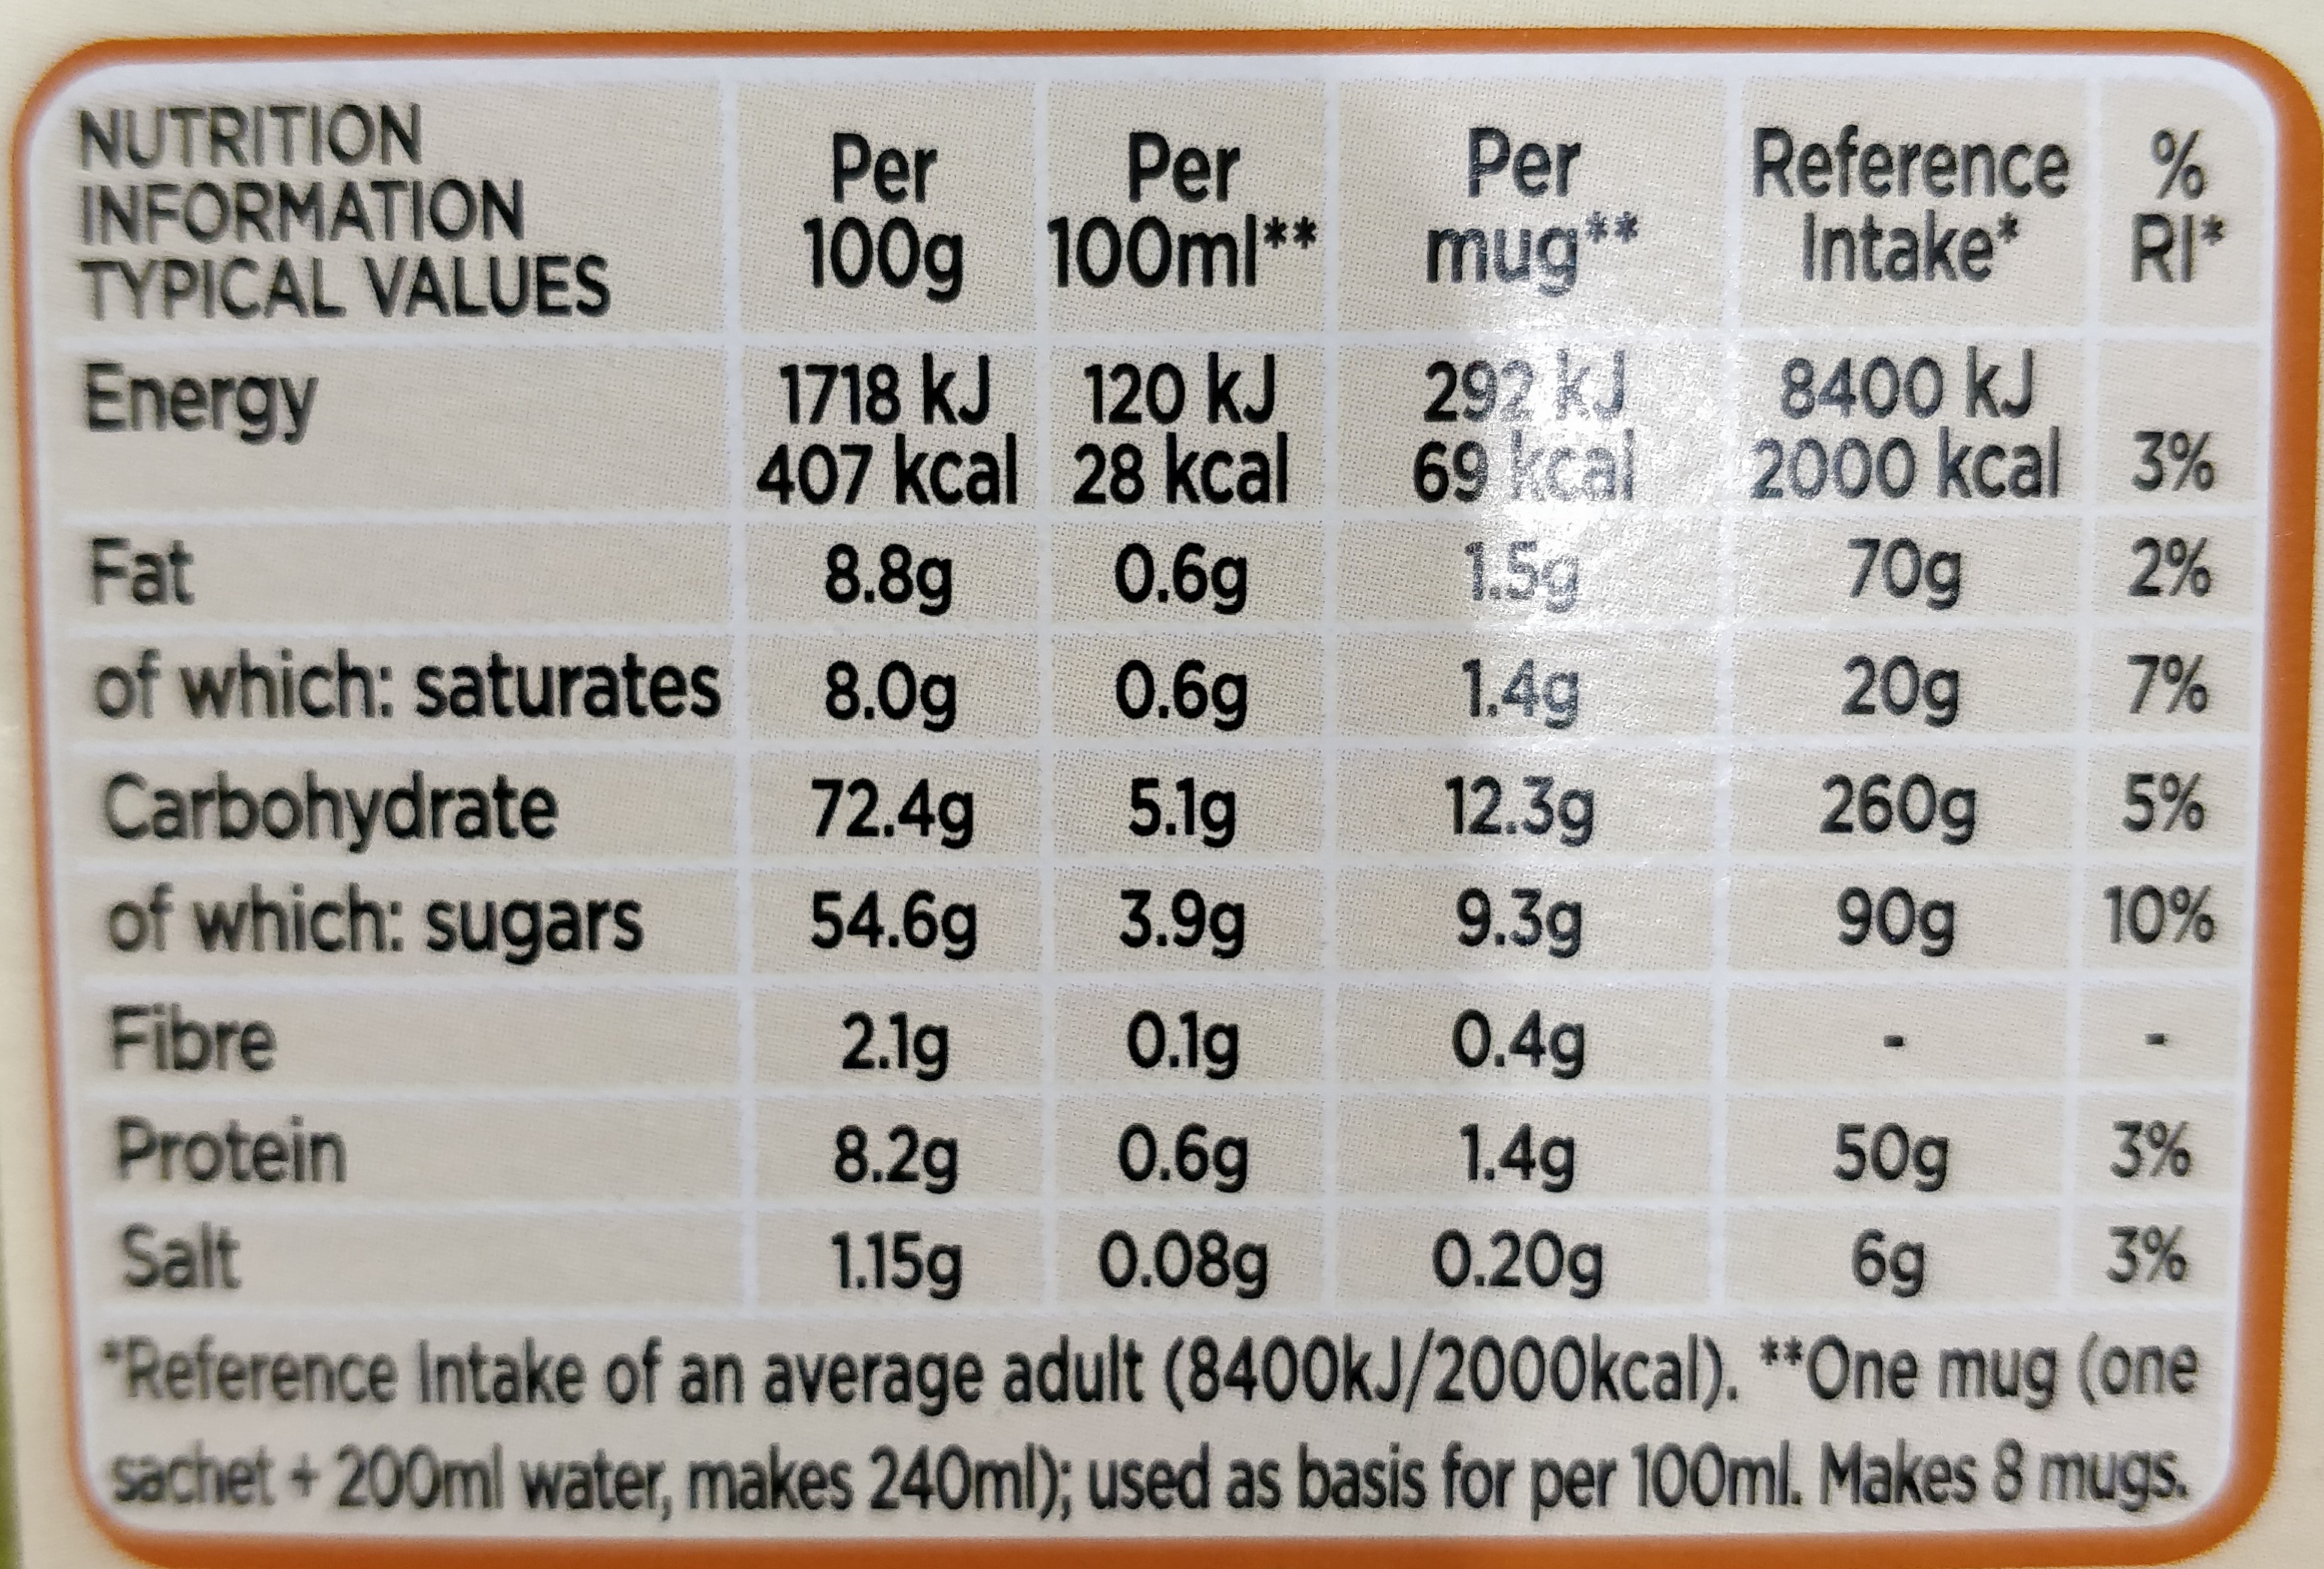 NUTRITION INFORMATION TYPICAL VALUES Per 100g Per 100ml** Per mug** Reference Intake* % RI*
Energy 1718 kJ 120 kJ 292 kJ 8400 kJ
407 kcal 28 kcal 69 kcal 2000 kcal 3%
Fat 8.8g 0.6g 1.5g 70g 2%
of which: saturates 8.0g 0.6g 1.4g 20g 7%
Carbohydrate 72.4g 5.1g 12.3g 260g 5%
of which: sugars 54.6g 3.9g 9.3g 90g 10%
Fibre 2.1g 0.1g 0.4g - -
Protein 8.2g 0.6g 1.4g 50g 3%
Salt 1.15g 0.08g 0.20g 6g 3%
*Reference Intake of an average adult (8400kJ/2000kcal). **One mug (one
sachet + 200ml water, makes 240ml); used as basis for per 100ml. Makes 8 mugs.